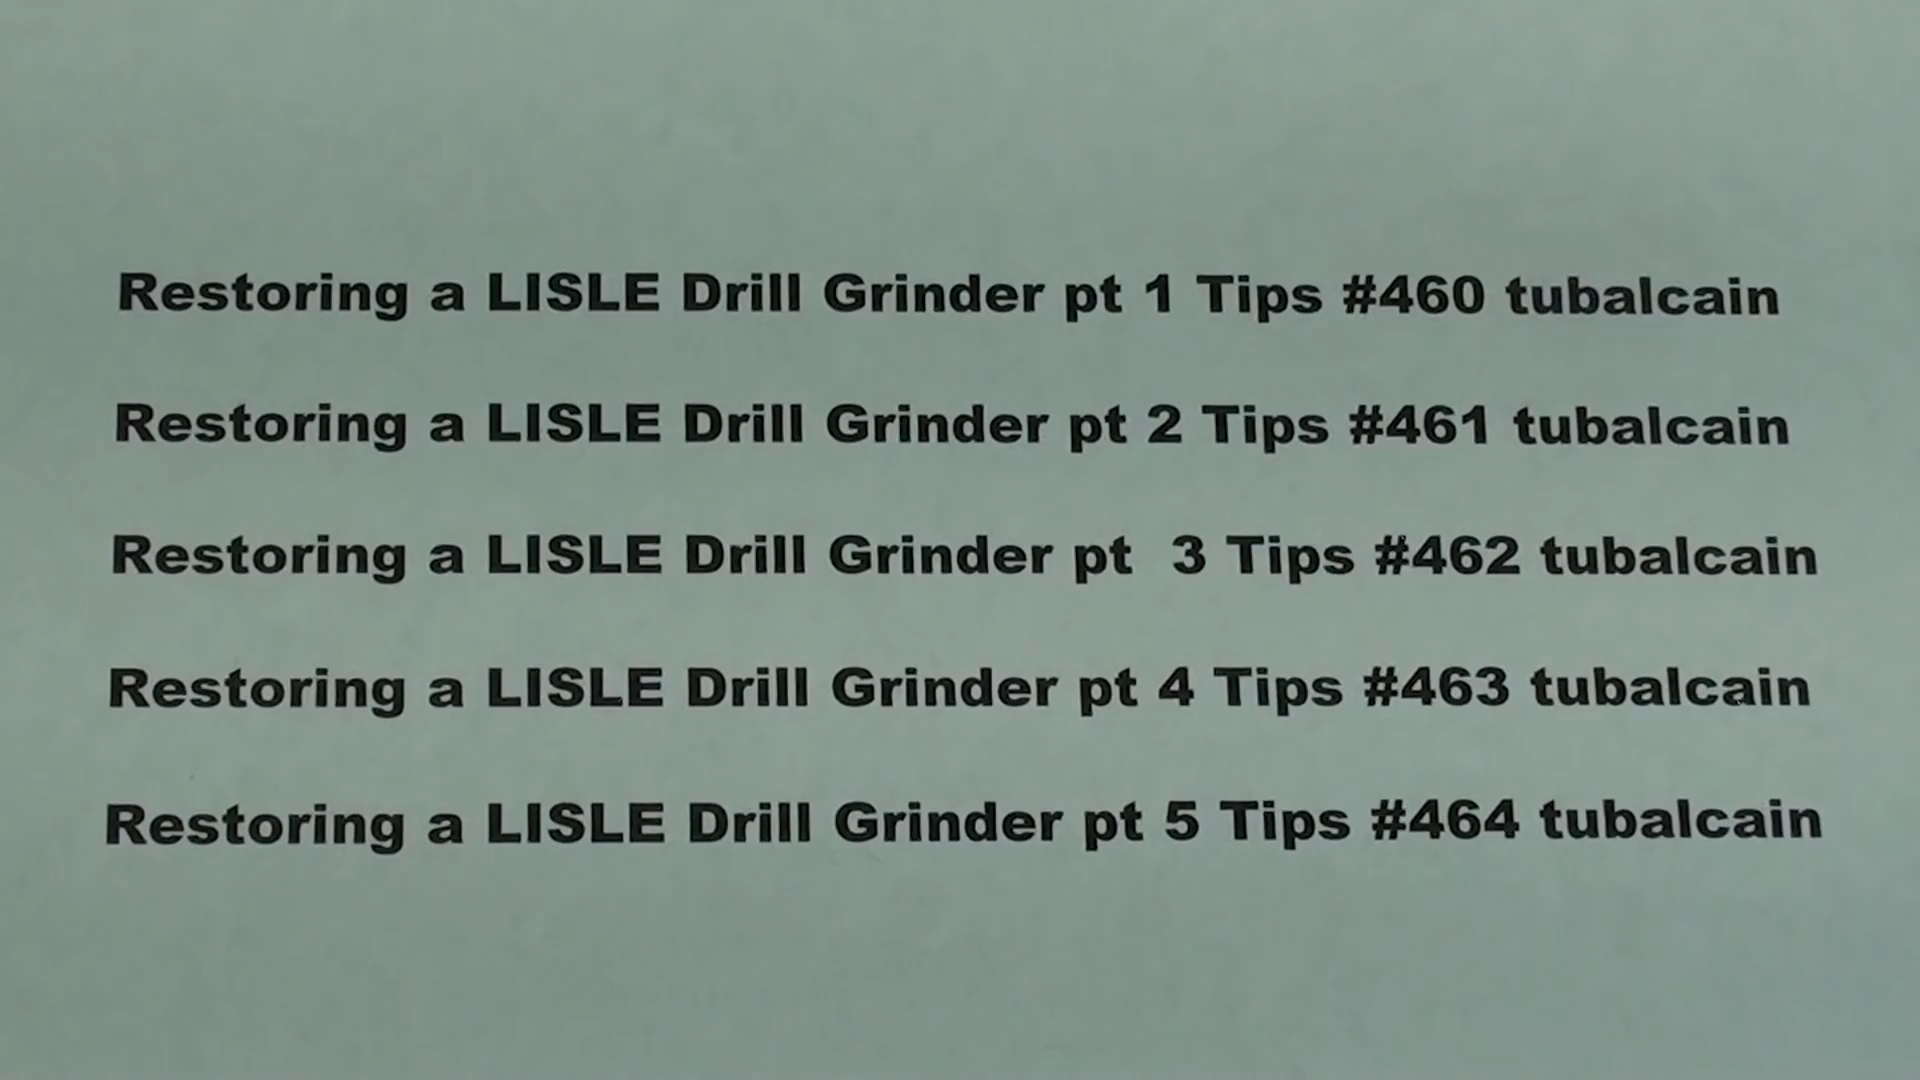 Restoring a LISLE Drill Grinder pt 1 Tips #460 tubalcain
Restoring a LISLE Drill Grinder pt 2 Tips #461 tubalcain
Restoring a LISLE Drill Grinder pt  3 Tips #462 tubalcain
Restoring a LISLE Drill Grinder pt 4 Tips #463 tubalcain
Restoring a LISLE Drill Grinder pt 5 Tips #464 tubalcain